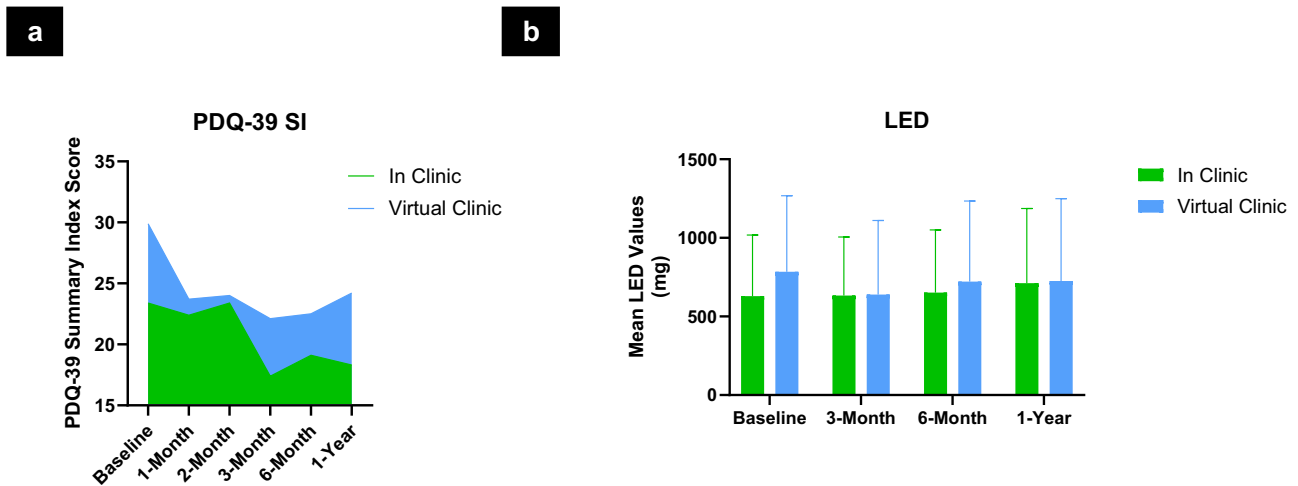 a
PDQ-39 SI
PDQ-39 Summary Index Score
35
30
25
20
15
Baseline
1-Month
2-Month
3-Month
6-Month
1-Year
In Clinic
Virtual Clinic
b
LED
Mean LED Values
(mg)
1500
1000
500
0
Baseline
3-Month
6-Month
1-Year
In Clinic
Virtual Clinic